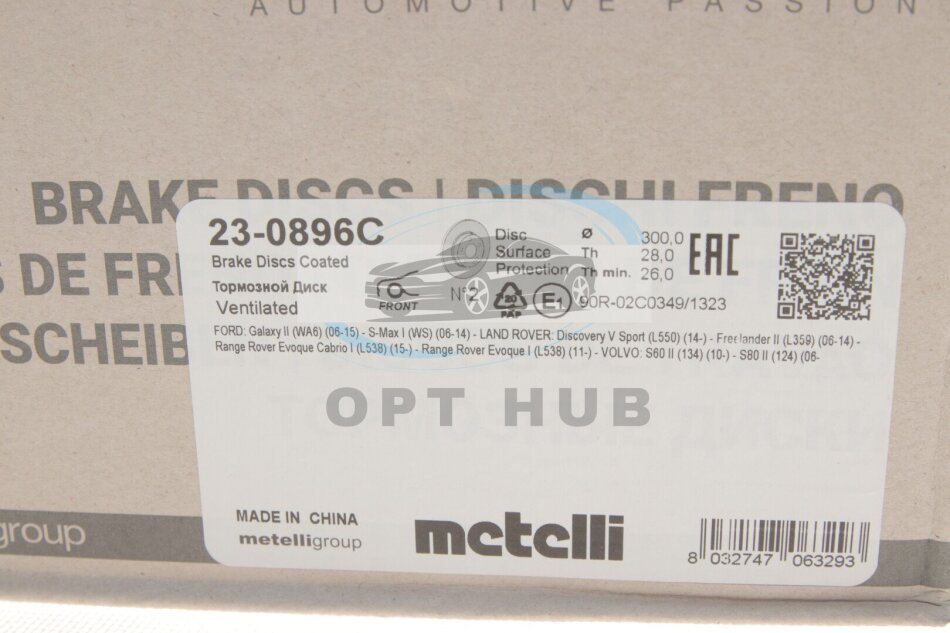 AUTOMOTIVE PASSION
BRAKE DISCS | DISCHI FRENO
S DE FRE
SCHEIB
23-0896C
Brake Discs Coated
Тормозной Диск
Ventilated
FRONT
N°2
Disc
Surface
Protection
Ø 300,0
Th 28,0
Th min. 26,0
EAC
20
PAP
E1
90R-02C0349/1323
FORD: Galaxy II (WA6) (06-15) - S-Max I (WS) (06-14) - LAND ROVER: Discovery V Sport (L550) (14-) - Freelander II (L359) (06-14) -
Range Rover Evoque Cabrio I (L538) (15-) - Range Rover Evoque I (L538) (11-) - VOLVO: S60 II (134) (10-) - S80 II (124) (06-
OPT HUB
MADE IN CHINA
metelligroup
metelli
8 032747 063293
group